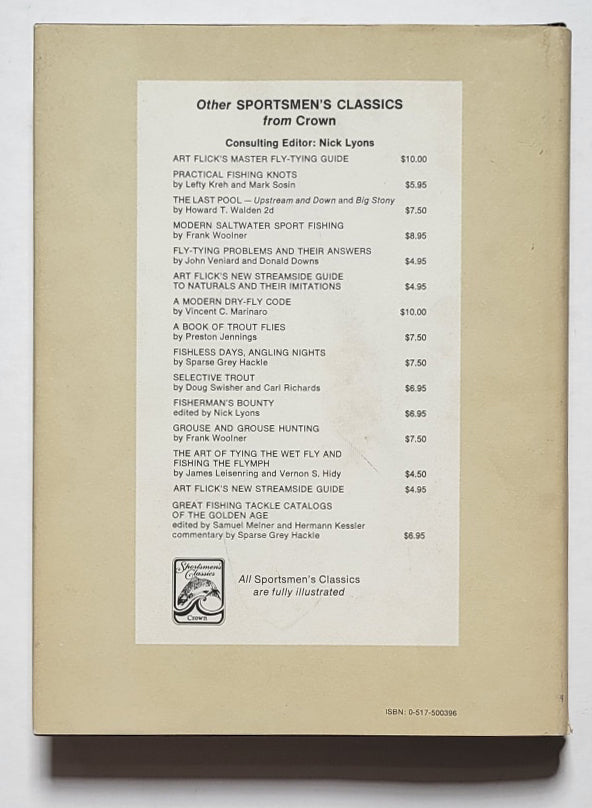 Other SPORTSMEN'S CLASSICS
from Crown
Consulting Editor: Nick Lyons
ART FLICK'S MASTER FLY-TYING GUIDE $10.00
PRACTICAL FISHING KNOTS
by Lefty Kreh and Mark Sosin $5.95
THE LAST POOL — Upstream and Down and Big Stony
by Howard T. Walden 2d $7.50
MODERN SALTWATER SPORT FISHING
by Frank Woolner $8.95
FLY-TYING PROBLEMS AND THEIR ANSWERS
by John Veniard and Donald Downs $4.95
ART FLICK'S NEW STREAMSIDE GUIDE
TO NATURALS AND THEIR IMITATIONS $4.95
A MODERN DRY-FLY CODE
by Vincent C. Marinaro $10.00
A BOOK OF TROUT FLIES
by Preston Jennings $7.50
FISHLESS DAYS, ANGLING NIGHTS
by Sparse Grey Hackle $7.50
SELECTIVE TROUT
by Doug Swisher and Carl Richards $6.95
FISHERMAN'S BOUNTY
edited by Nick Lyons $6.95
GROUSE AND GROUSE HUNTING
by Frank Woolner $7.50
THE ART OF TYING THE WET FLY AND
FISHING THE FLYMPH
by James Leisenring and Vernon S. Hidy $4.50
ART FLICK'S NEW STREAMSIDE GUIDE $4.95
GREAT FISHING TACKLE CATALOGS
OF THE GOLDEN AGE
edited by Samuel Melner and Hermann Kessler
commentary by Sparse Grey Hackle $6.95
Sportsmen's
Classics
Crown
All Sportsmen's Classics
are fully illustrated
ISBN: 0-517-500396